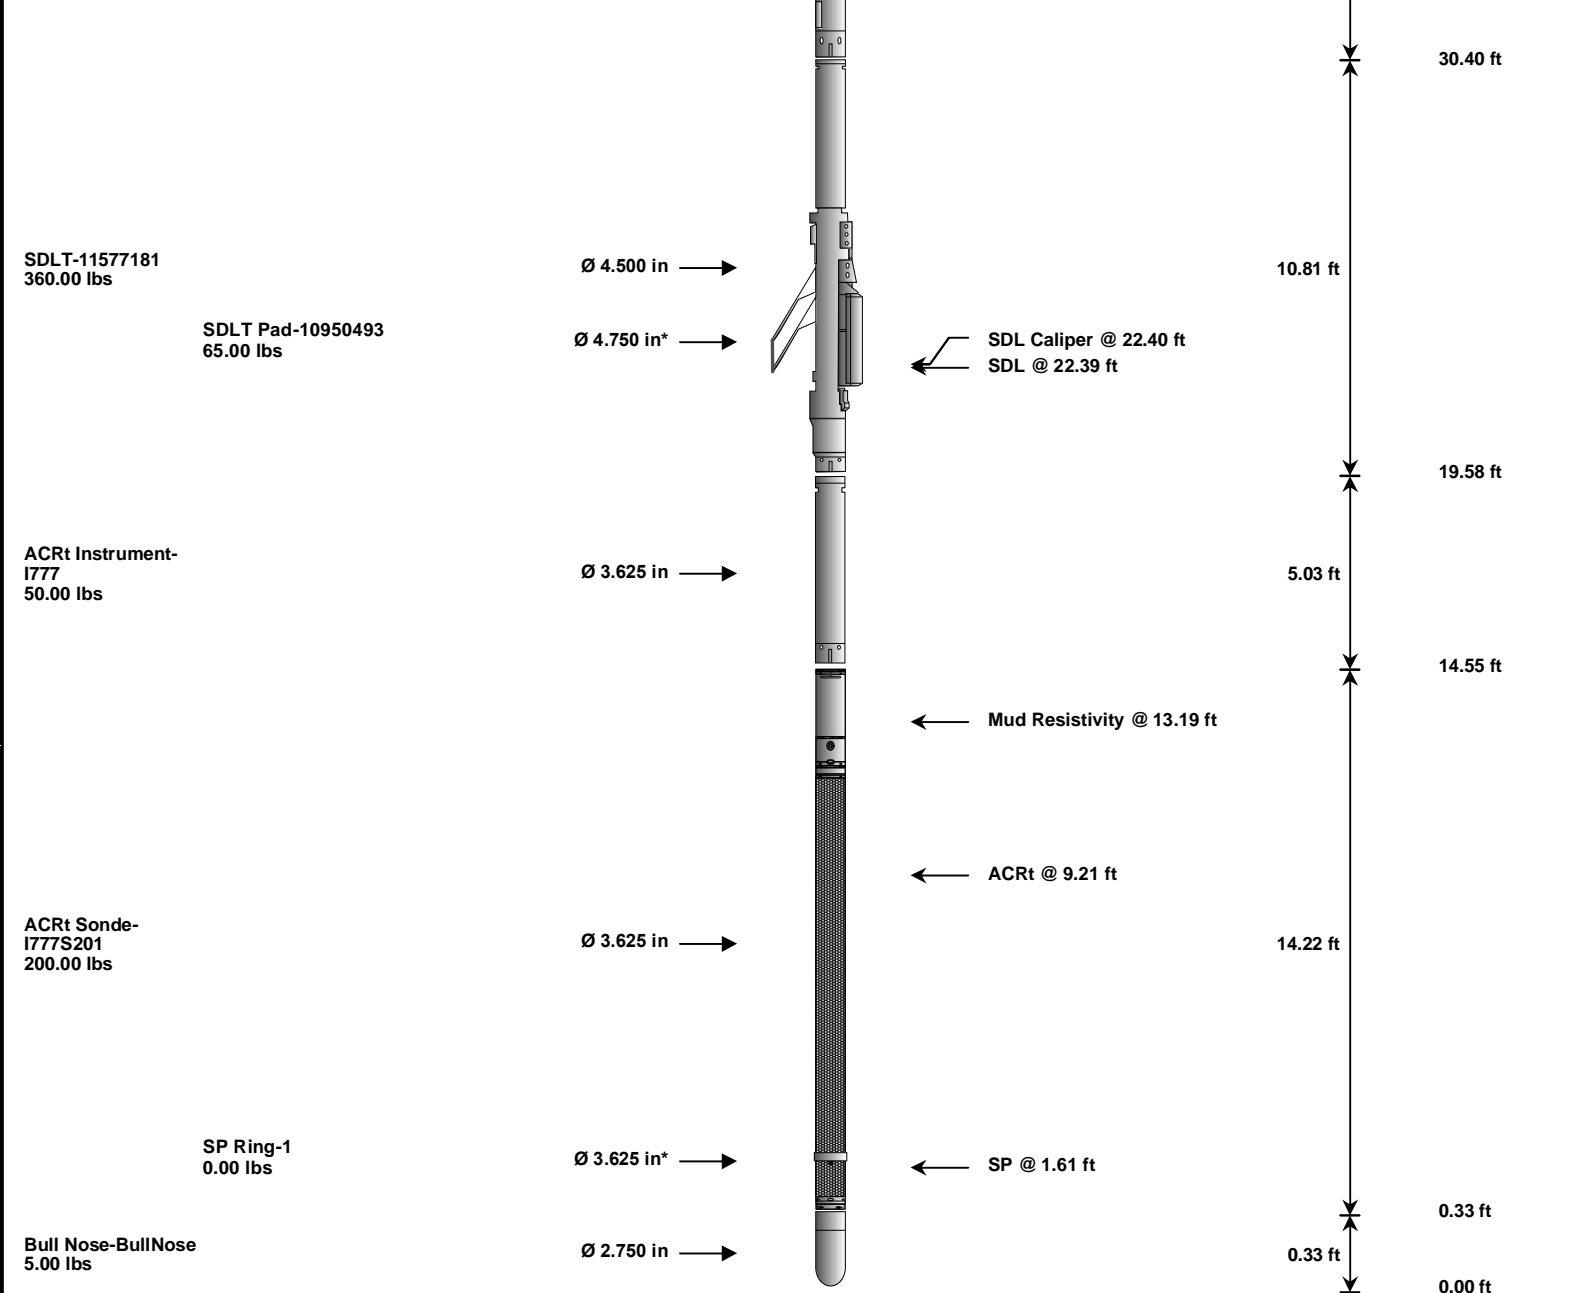 30.40 ft
SDLT-11577181
360.00 lbs
Ø 4.500 in
10.81 ft
SDLT Pad-10950493
65.00 lbs
Ø 4.750 in*
SDL Caliper @ 22.40 ft
SDL @ 22.39 ft
19.58 ft
ACRt Instrument-
I777
50.00 lbs
Ø 3.625 in
5.03 ft
14.55 ft
Mud Resistivity @ 13.19 ft
ACRt @ 9.21 ft
ACRt Sonde-
I777S201
200.00 lbs
Ø 3.625 in
14.22 ft
SP Ring-1
0.00 lbs
Ø 3.625 in*
SP @ 1.61 ft
0.33 ft
Bull Nose-BullNose
5.00 lbs
Ø 2.750 in
0.33 ft
0.00 ft